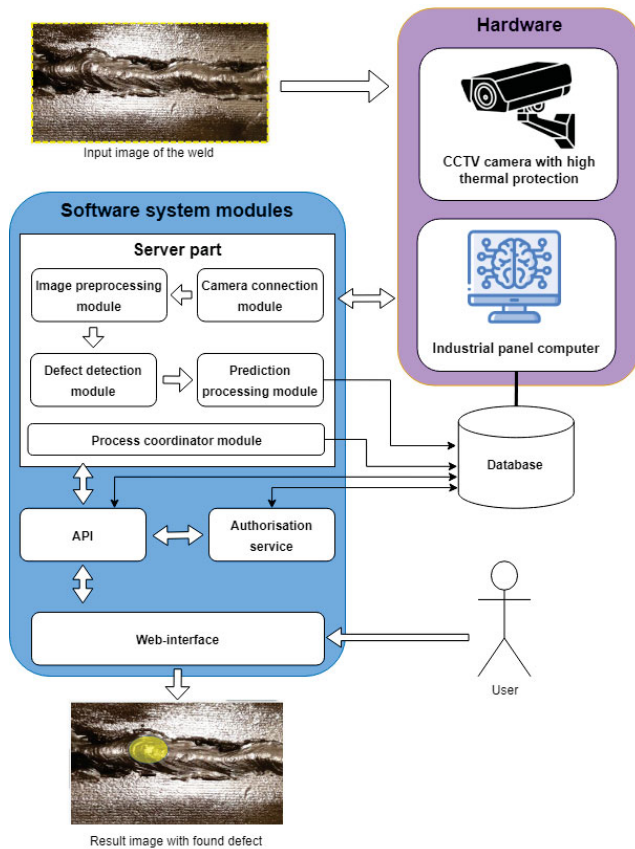 Hardware
Input image of the weld
CCTV camera with high
thermal protection
Software system modules
Server part
Image preprocessing
module
Camera connection
module
Industrial panel computer
Defect detection
module
Prediction
processing module
Process coordinator module
Database
API
Authorisation
service
Web-interface
User
Result image with found defect